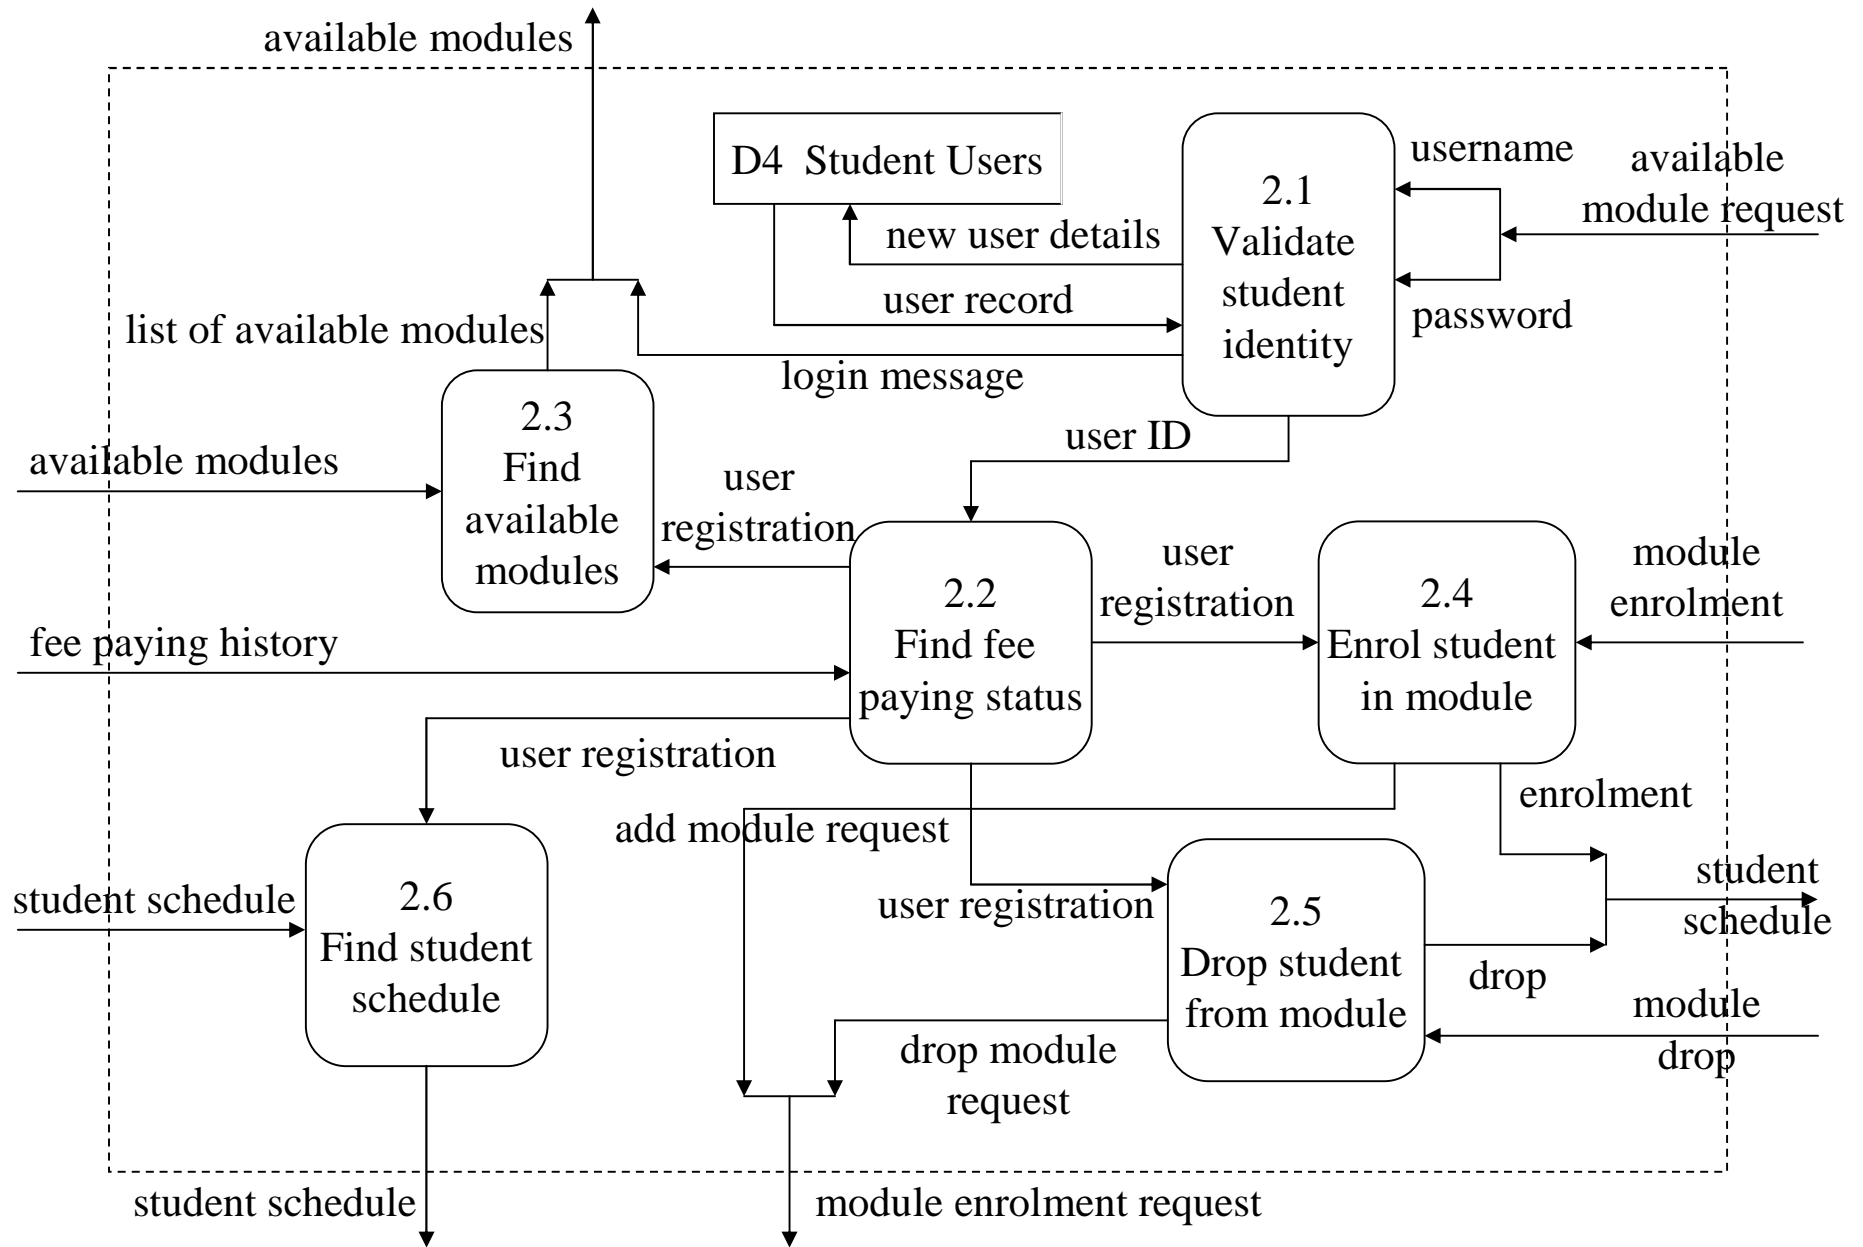 available modules
D4 Student Users
2.1
Validate
student
identity
username
available
module request
password
new user details
user record
login message
list of available modules
2.3
Find
available
modules
available modules
user ID
user
registration
2.2
Find fee
paying status
user
registration
2.4
Enrol student
in module
module
enrolment
fee paying history
user registration
add module request
enrolment
student schedule
2.6
Find student
schedule
user registration
2.5
Drop student
from module
student
schedule
drop
module
drop
drop module
request
student schedule
module enrolment request